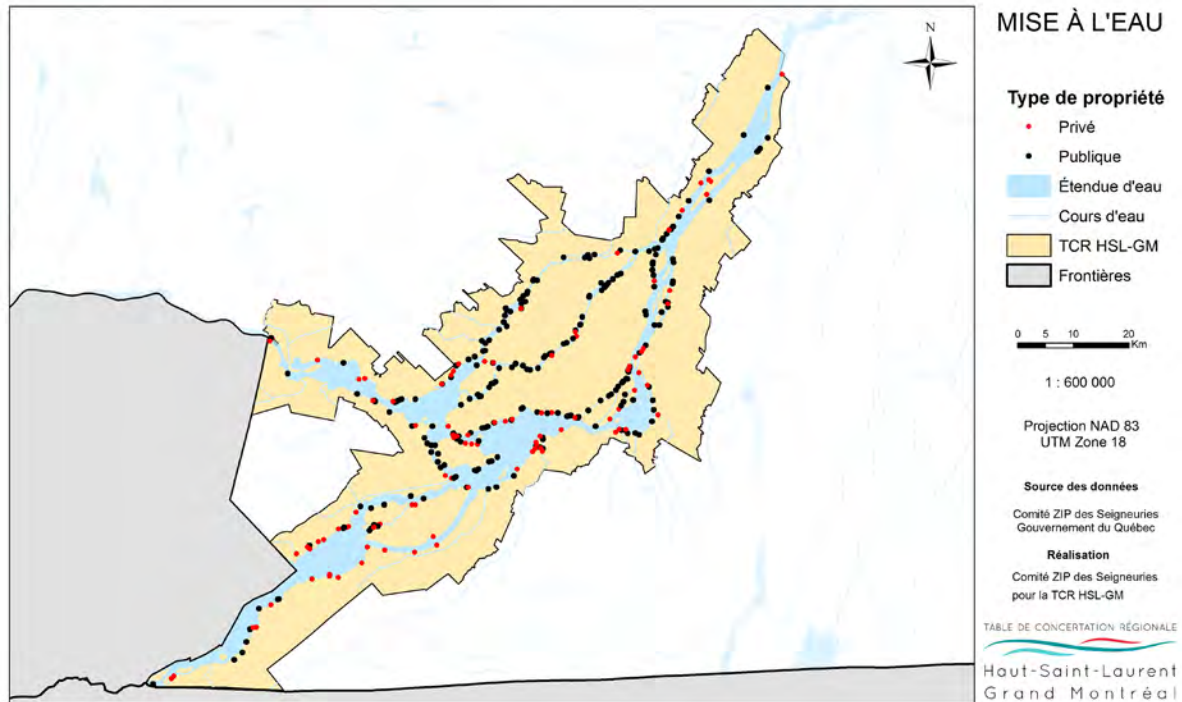 MISE À L'EAU
N
Type de propriété
Privé
Publique
Étendue d'eau
Cours d'eau
TCR HSL-GM
Frontières
0 5 10 20
Km
1 : 600 000
Projection NAD 83
UTM Zone 18
Source des données
Comité ZIP des Seigneuries
Gouvernement du Québec
Réalisation
Comité ZIP des Seigneuries
pour la TCR HSL-GM
TABLE DE CONCERTATION RÉGIONALE
Haut-Saint-Laurent
Grand Montréal